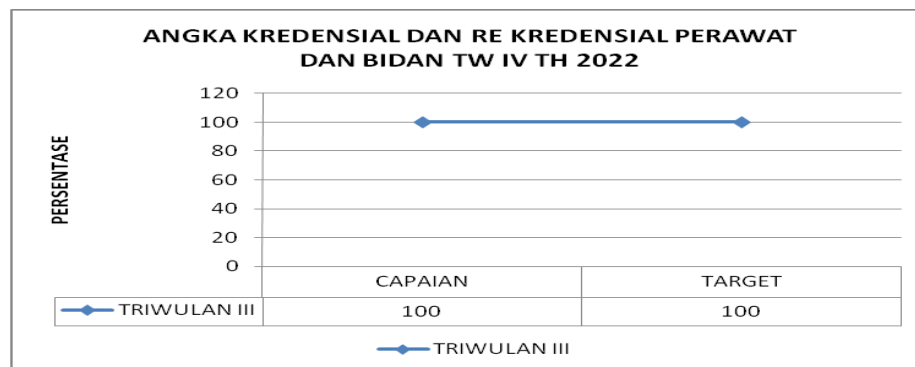 ANGKA KREDENSIAL DAN RE KREDENSIAL PERAWAT
DAN BIDAN TW IV TH 2022
PERSENTASE
120
100
80
60
40
20
0
CAPAIAN TARGET
TRIWULAN III 100 100
TRIWULAN III